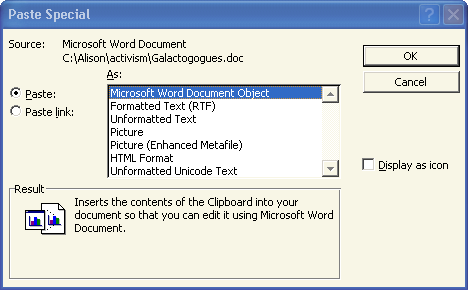 Paste Special
Source: Microsoft Word Document
C:\Alison\activism\Galactogogues.doc
As:
OK
Cancel
Paste:
Paste link:
Microsoft Word Document Object
Formatted Text (RTF)
Unformatted Text
Picture
Picture (Enhanced Metafile)
HTML Format
Unformatted Unicode Text
Display as icon
Result
Inserts the contents of the Clipboard into your
document so that you can edit it using Microsoft Word
Document.